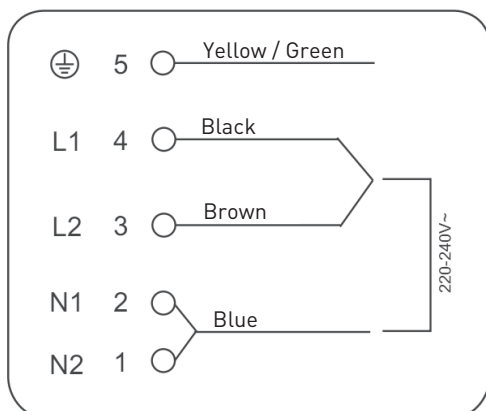 5 Yellow / Green
L1 4 Black
L2 3 Brown
N1 2
Blue
N2 1
220-240V~